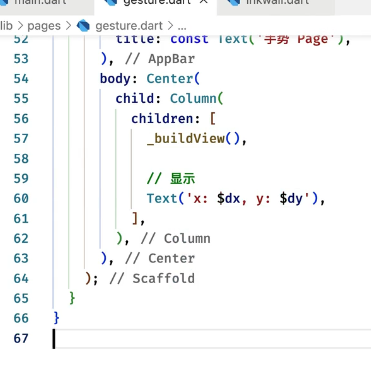 main.dart gesture.dart × inkwall.dart
lib > pages > gesture.dart > ...
52 title: const Text('手势 Page'),
53 ), // AppBar
54 body: Center(
55 child: Column(
56 children: [
57 _buildView(),
58
59 // 显示
60 Text('x: $dx, y: $dy'),
61 ],
62 ), // Column
63 ), // Center
64 ); // Scaffold
65 }
66 }
67